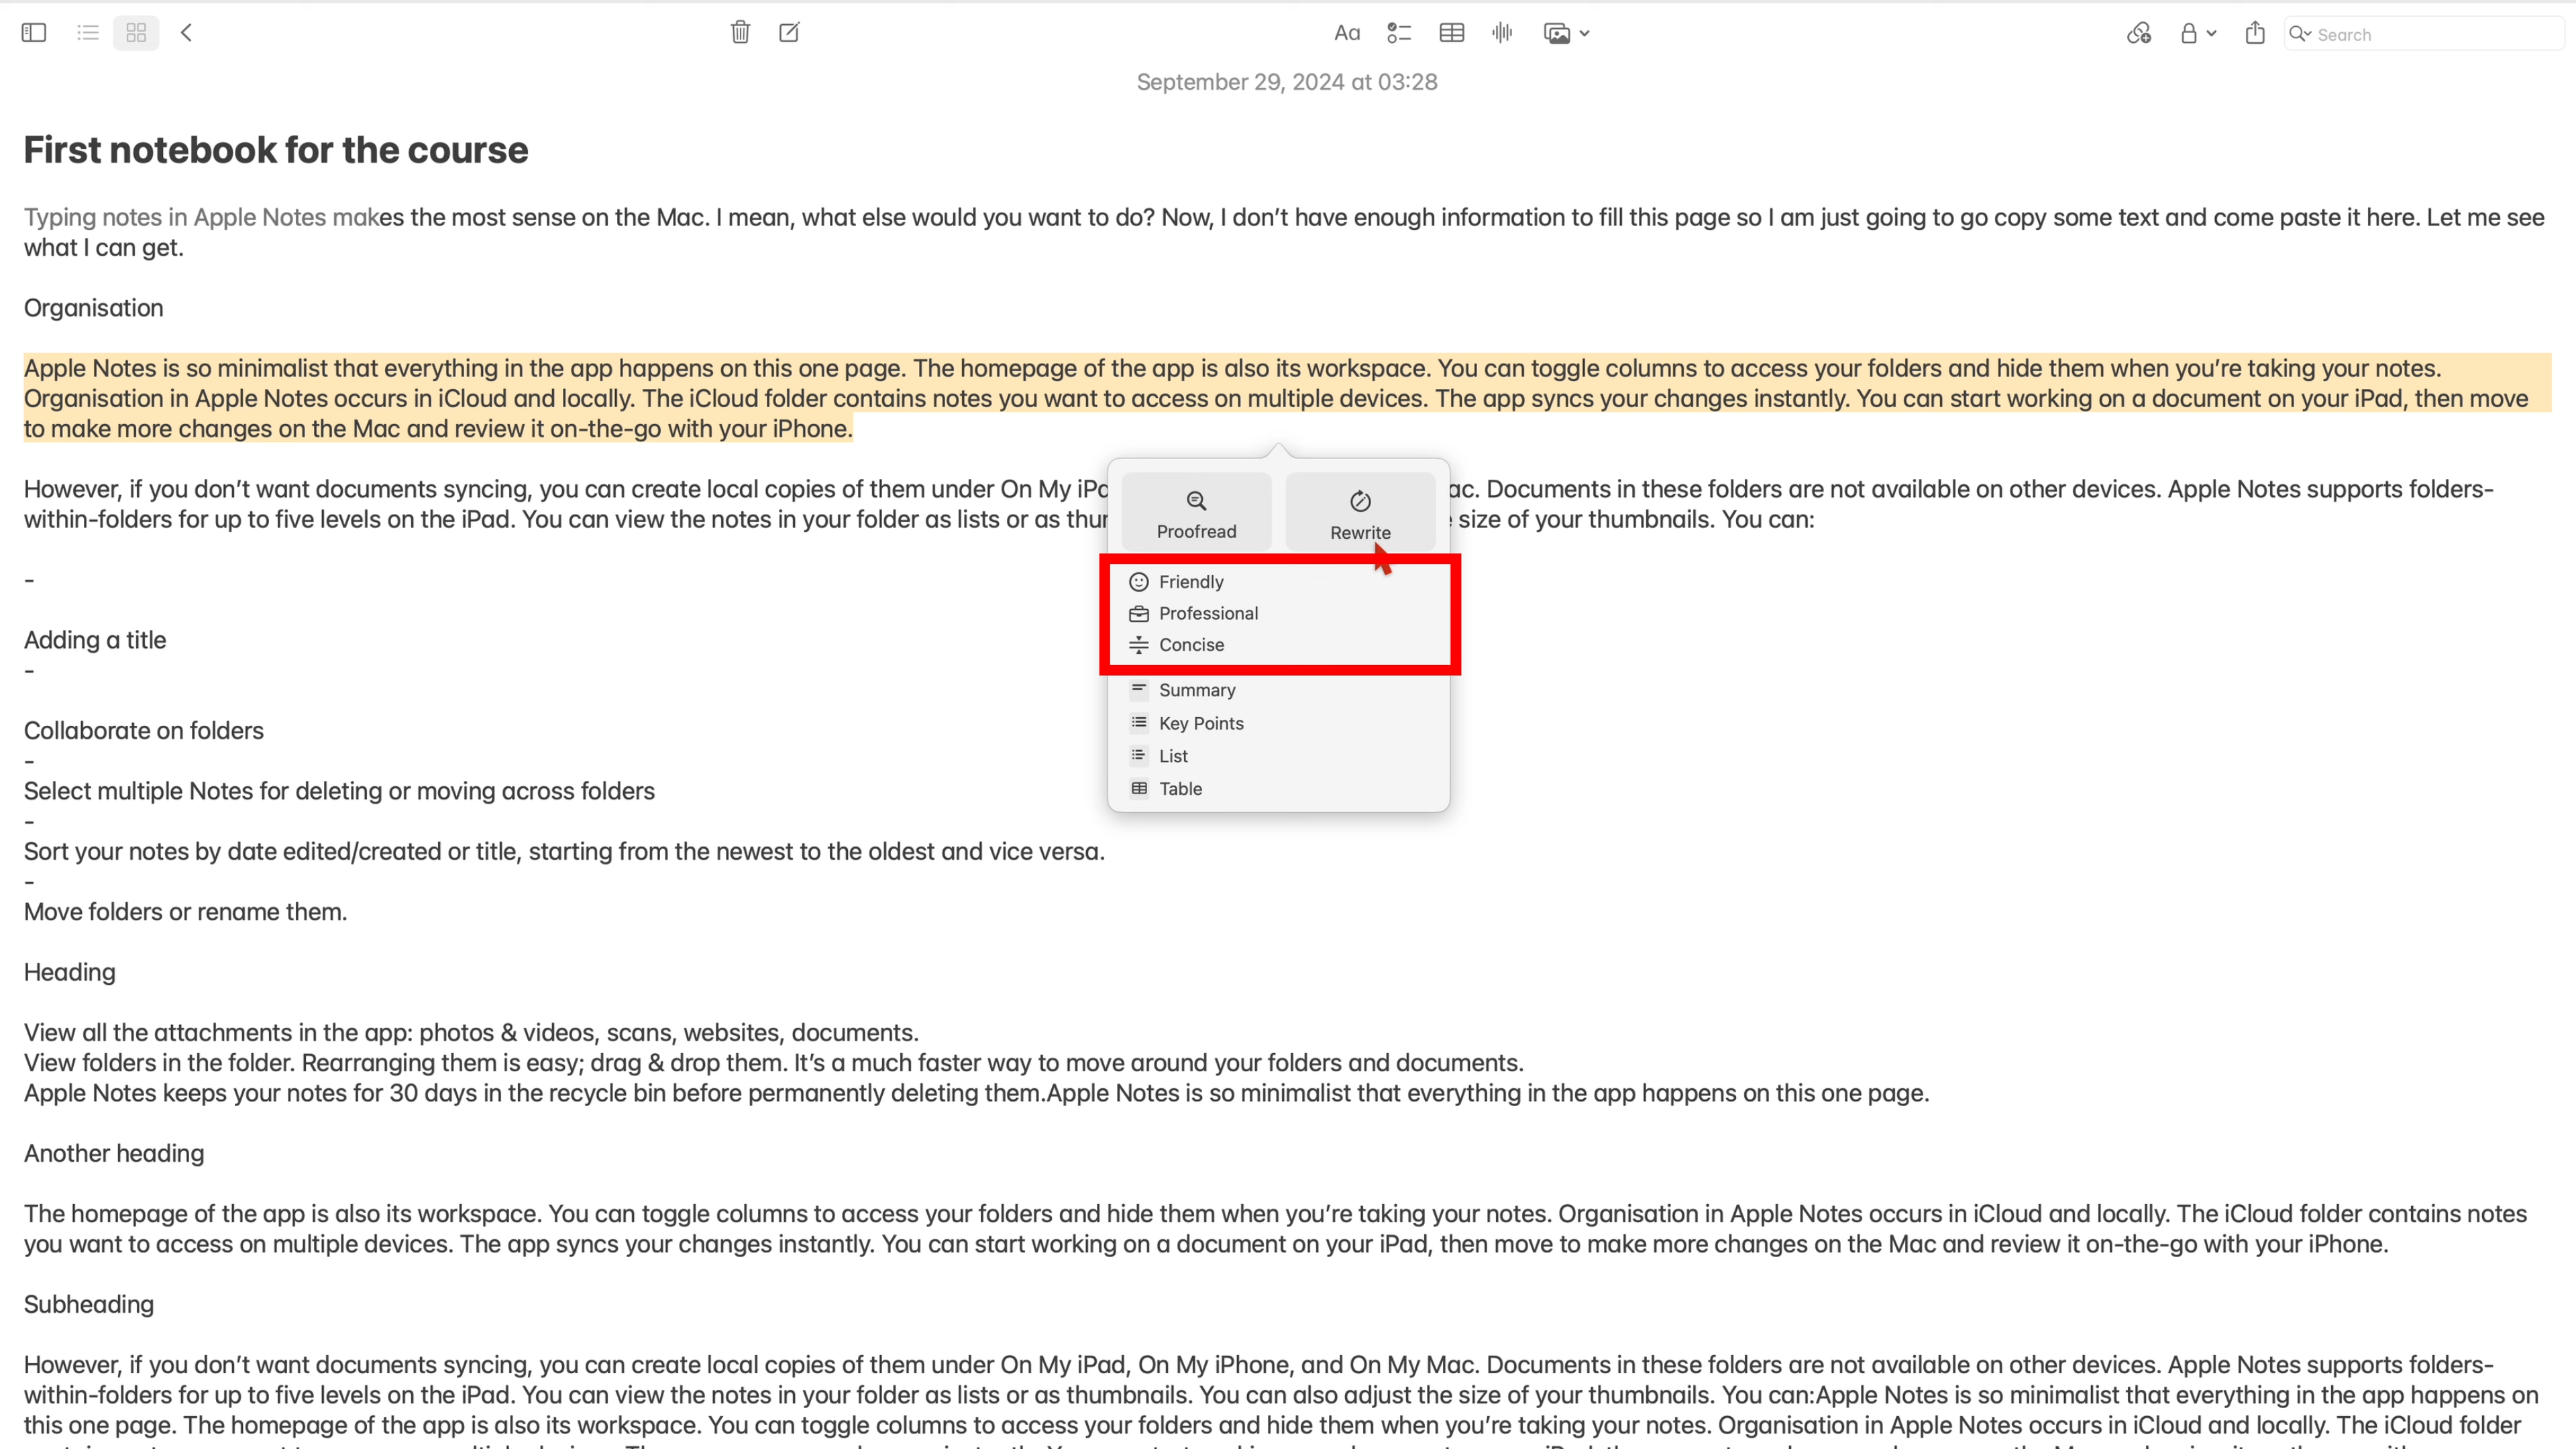 Aa
Search
September 29, 2024 at 03:28
First notebook for the course
Typing notes in Apple Notes makes the most sense on the Mac. I mean, what else would you want to do? Now, I don’t have enough information to fill this page so I am just going to go copy some text and come paste it here. Let me see
what I can get.
Organisation
Apple Notes is so minimalist that everything in the app happens on this one page. The homepage of the app is also its workspace. You can toggle columns to access your folders and hide them when you’re taking your notes.
Organisation in Apple Notes occurs in iCloud and locally. The iCloud folder contains notes you want to access on multiple devices. The app syncs your changes instantly. You can start working on a document on your iPad, then move
to make more changes on the Mac and review it on-the-go with your iPhone.
However, if you don’t want documents syncing, you can create local copies of them under On My iPa ac. Documents in these folders are not available on other devices. Apple Notes supports folders-
within-folders for up to five levels on the iPad. You can view the notes in your folder as lists or as thu size of your thumbnails. You can:
Proofread
Rewrite
Friendly
Professional
Concise
Summary
Key Points
List
Table
-
Adding a title
-
Collaborate on folders
-
Select multiple Notes for deleting or moving across folders
-
Sort your notes by date edited/created or title, starting from the newest to the oldest and vice versa.
-
Move folders or rename them.
Heading
View all the attachments in the app: photos & videos, scans, websites, documents.
View folders in the folder. Rearranging them is easy; drag & drop them. It’s a much faster way to move around your folders and documents.
Apple Notes keeps your notes for 30 days in the recycle bin before permanently deleting them.Apple Notes is so minimalist that everything in the app happens on this one page.
Another heading
The homepage of the app is also its workspace. You can toggle columns to access your folders and hide them when you’re taking your notes. Organisation in Apple Notes occurs in iCloud and locally. The iCloud folder contains notes
you want to access on multiple devices. The app syncs your changes instantly. You can start working on a document on your iPad, then move to make more changes on the Mac and review it on-the-go with your iPhone.
Subheading
However, if you don’t want documents syncing, you can create local copies of them under On My iPad, On My iPhone, and On My Mac. Documents in these folders are not available on other devices. Apple Notes supports folders-
within-folders for up to five levels on the iPad. You can view the notes in your folder as lists or as thumbnails. You can also adjust the size of your thumbnails. You can:Apple Notes is so minimalist that everything in the app happens on
this one page. The homepage of the app is also its workspace. You can toggle columns to access your folders and hide them when you’re taking your notes. Organisation in Apple Notes occurs in iCloud and locally. The iCloud folder